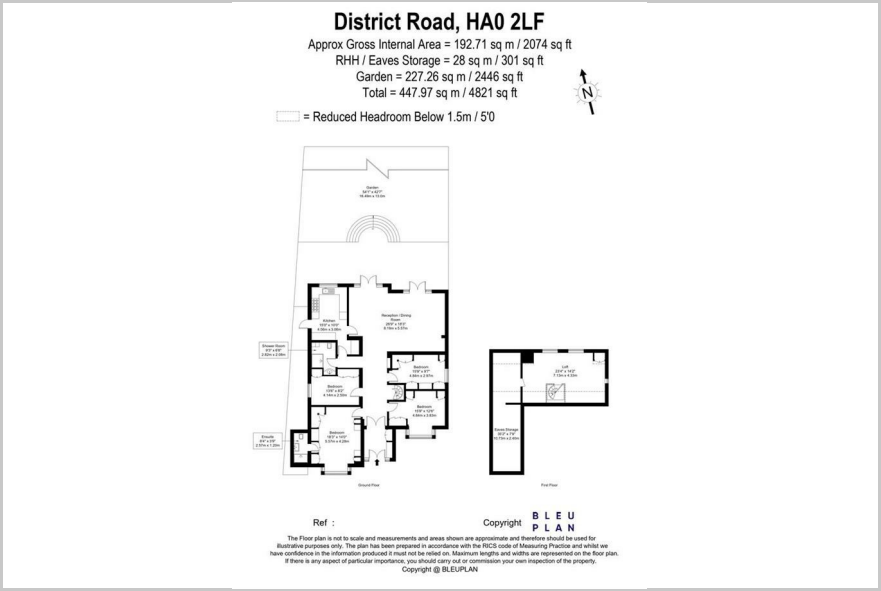 District Road, HA0 2LF
Approx Gross Internal Area = 192.71 sq m / 2074 sq ft
RHH / Eaves Storage = 28 sq m / 301 sq ft
Garden = 227.26 sq m / 2446 sq ft
Total = 447.97 sq m / 4821 sq ft
N
= Reduced Headroom Below 1.5m / 5'0
Garden
Kitchen
Reception / Dining
Room
Shower Room
Bedroom
Bedroom
Bedroom
Bedroom
Ensuite
Loft
Eaves Storage
Ground Floor
First Floor
Ref :
Copyright
BLEU
PLAN
The Floor plan is not to scale and measurements and areas shown are approximate and therefore should be used for
illustrative purposes only. The plan has been prepared in accordance with the RICS code of Measuring Practice and whilst we
have confidence in the information produced it must not be relied on. Maximum lengths and widths are represented on the floor plan.
If there is any aspect of particular importance, you should carry out or commission your own inspection of the property.
Copyright @ BLEUPLAN